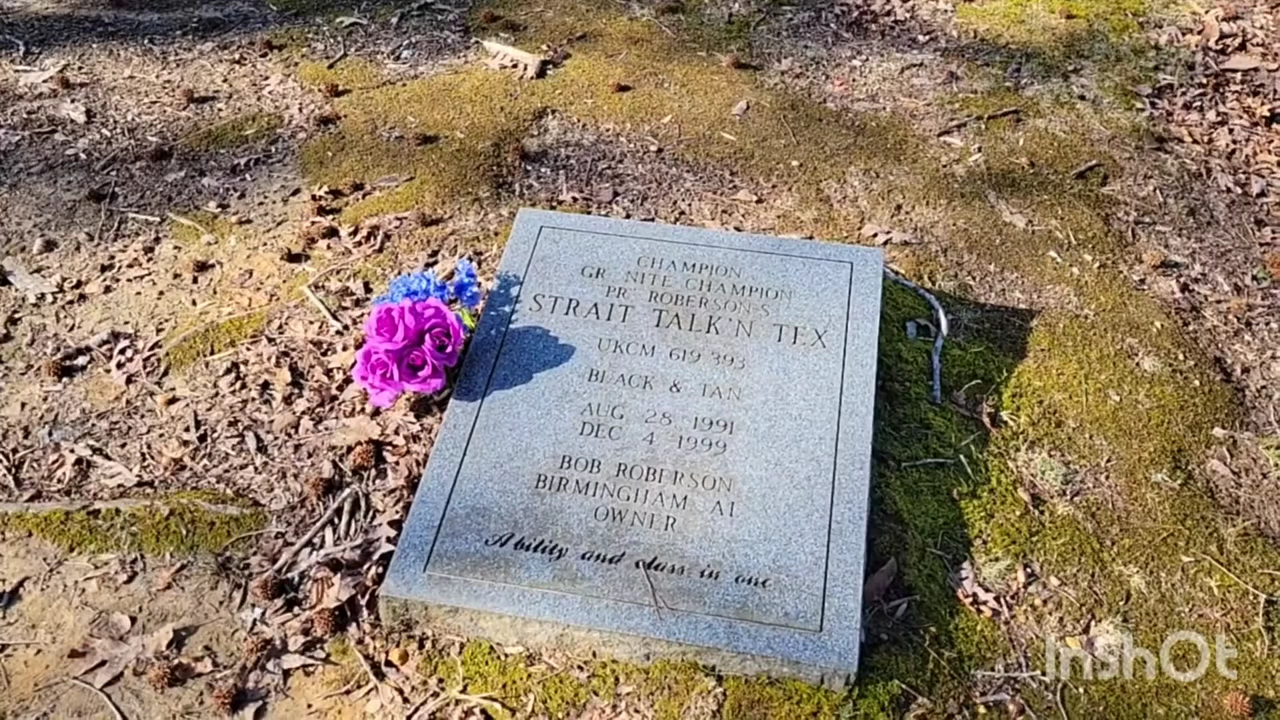 CHAMPION
GR NITE CHAMPION
PR ROBERSON'S
STRAIT TALK'N TEX
UKCM 619 393
BLACK & TAN
AUG 28 1991
DEC 4 1999
BOB ROBERSON
BIRMINGHAM Al
OWNER
Ability and class in one
InShOt